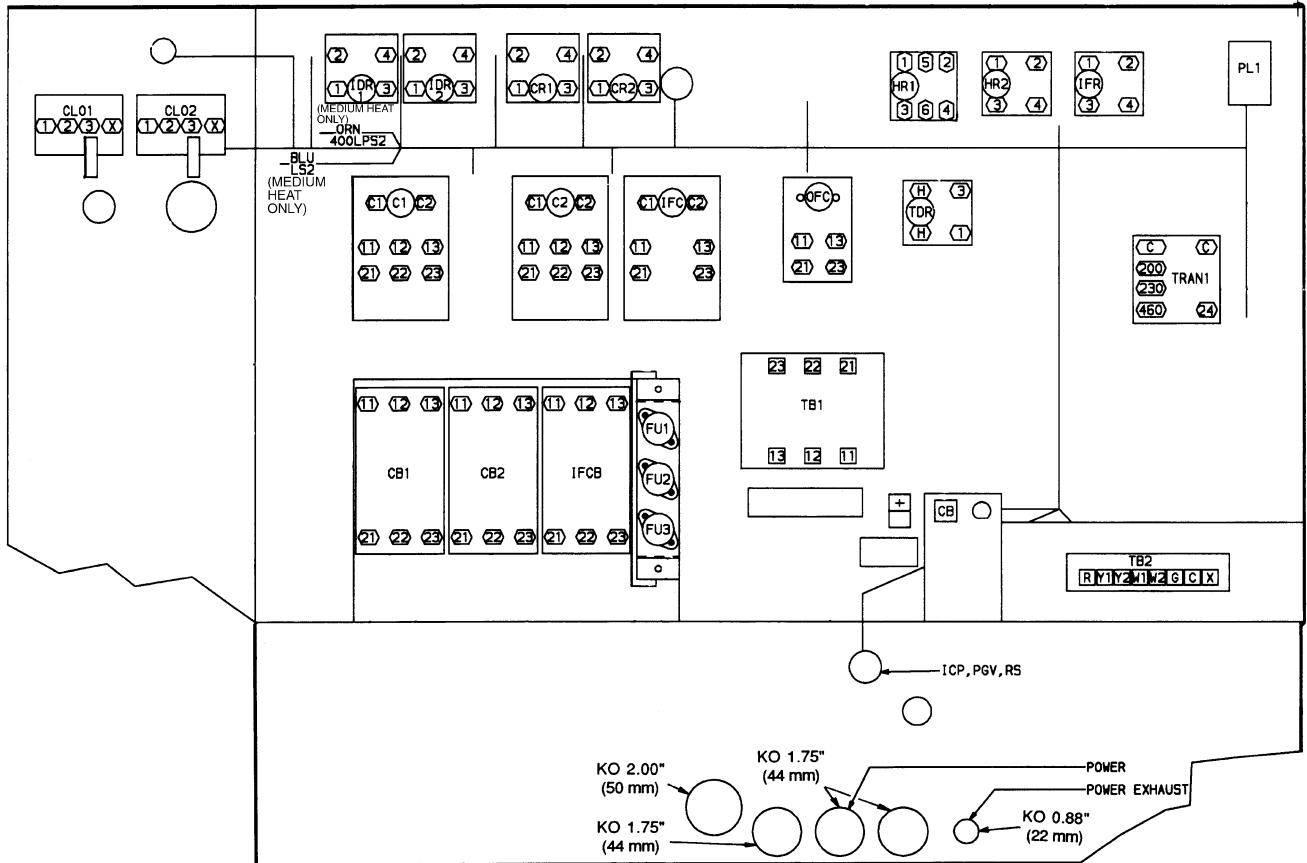 2 4 2 4 2 4 2 4
1 IDR 1 3 1 IDR 2 3 1 CR1 3 1 CR2 3
(MEDIUM HEAT
ONLY)
ORN
400LPS2
BLU
LS2
(MEDIUM
HEAT
ONLY)
CLO1
1 2 3 X
CLO2
1 2 3 X
1 5 2
HR1
3 6 4
1 2
HR2
3 4
1 2
IFR
3 4
PL1
C1 C1 C2
11 12 13
21 22 23
C1 C2 C2
11 12 13
21 22 23
C1 IFC C2
11 13
21 23
OFC
11 13
21 23
H 3
TDR
H 1
C C
200
TRAN1
230
460 24
11 12 13
CB1
21 22 23
11 12 13
CB2
21 22 23
11 12 13
IFCB
21 22 23
FU1
FU2
FU3
23 22 21
TB1
13 12 11
+
CB
TB2
R Y1 Y2 W1 W2 G C X
ICP,PGV,RS
KO 2.00"
(50 mm)
KO 1.75"
(44 mm)
KO 1.75"
(44 mm)
POWER
POWER EXHAUST
KO 0.88"
(22 mm)